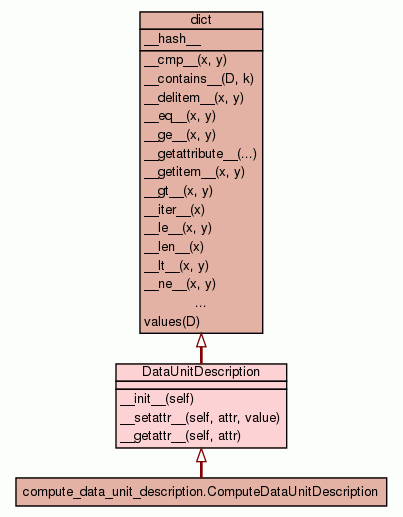 dict
__hash__
__cmp__(x, y)
__contains__(D, k)
__delitem__(x, y)
__eq__(x, y)
__ge__(x, y)
__getattribute__(...)
__getitem__(x, y)
__gt__(x, y)
__iter__(x)
__le__(x, y)
__len__(x)
__lt__(x, y)
__ne__(x, y)
...
values(D)
DataUnitDescription
__init__(self)
__setattr__(self, attr, value)
__getattr__(self, attr)
compute_data_unit_description.ComputeDataUnitDescription